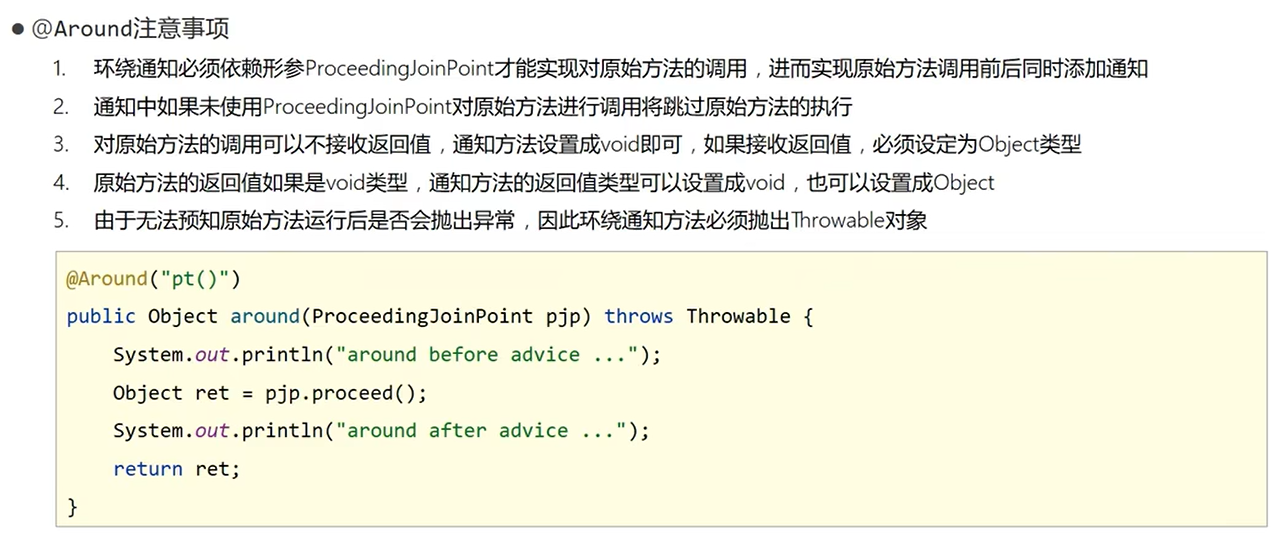 ● @Around注意事项
1. 环绕通知必须依赖形参ProceedingJoinPoint才能实现对原始方法的调用，进而实现原始方法调用前后同时添加通知
2. 通知中如果未使用ProceedingJoinPoint对原始方法进行调用将跳过原始方法的执行
3. 对原始方法的调用可以不接收返回值，通知方法设置成void即可，如果接收返回值，必须设定为Object类型
4. 原始方法的返回值如果是void类型，通知方法的返回值类型可以设置成void，也可以设置成Object
5. 由于无法预知原始方法运行后是否会抛出异常，因此环绕通知方法必须抛出Throwable对象
@Around("pt()")
public Object around(ProceedingJoinPoint pjp) throws Throwable {
    System.out.println("around before advice ...");
    Object ret = pjp.proceed();
    System.out.println("around after advice ...");
    return ret;
}